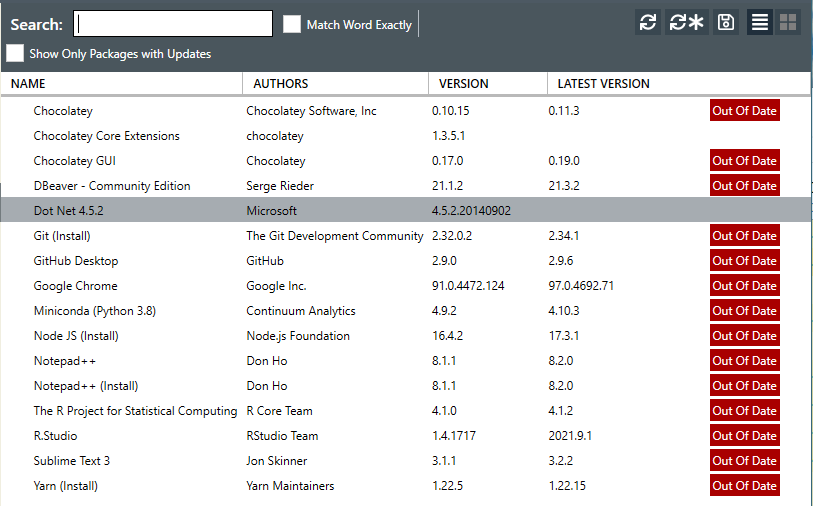 Search: Match Word Exactly
Show Only Packages with Updates
NAME AUTHORS VERSION LATEST VERSION
Chocolatey Chocolatey Software, Inc 0.10.15 0.11.3 Out Of Date
Chocolatey Core Extensions chocolatey 1.3.5.1
Chocolatey GUI Chocolatey 0.17.0 0.19.0 Out Of Date
DBeaver - Community Edition Serge Rieder 21.1.2 21.3.2 Out Of Date
Dot Net 4.5.2 Microsoft 4.5.2.20140902
Git (Install) The Git Development Community 2.32.0.2 2.34.1 Out Of Date
GitHub Desktop GitHub 2.9.0 2.9.6 Out Of Date
Google Chrome Google Inc. 91.0.4472.124 97.0.4692.71 Out Of Date
Miniconda (Python 3.8) Continuum Analytics 4.9.2 4.10.3 Out Of Date
Node JS (Install) Node.js Foundation 16.4.2 17.3.1 Out Of Date
Notepad++ Don Ho 8.1.1 8.2.0 Out Of Date
Notepad++ (Install) Don Ho 8.1.1 8.2.0 Out Of Date
The R Project for Statistical Computing R Core Team 4.1.0 4.1.2 Out Of Date
R.Studio RStudio Team 1.4.1717 2021.9.1 Out Of Date
Sublime Text 3 Jon Skinner 3.1.1 3.2.2 Out Of Date
Yarn (Install) Yarn Maintainers 1.22.5 1.22.15 Out Of Date